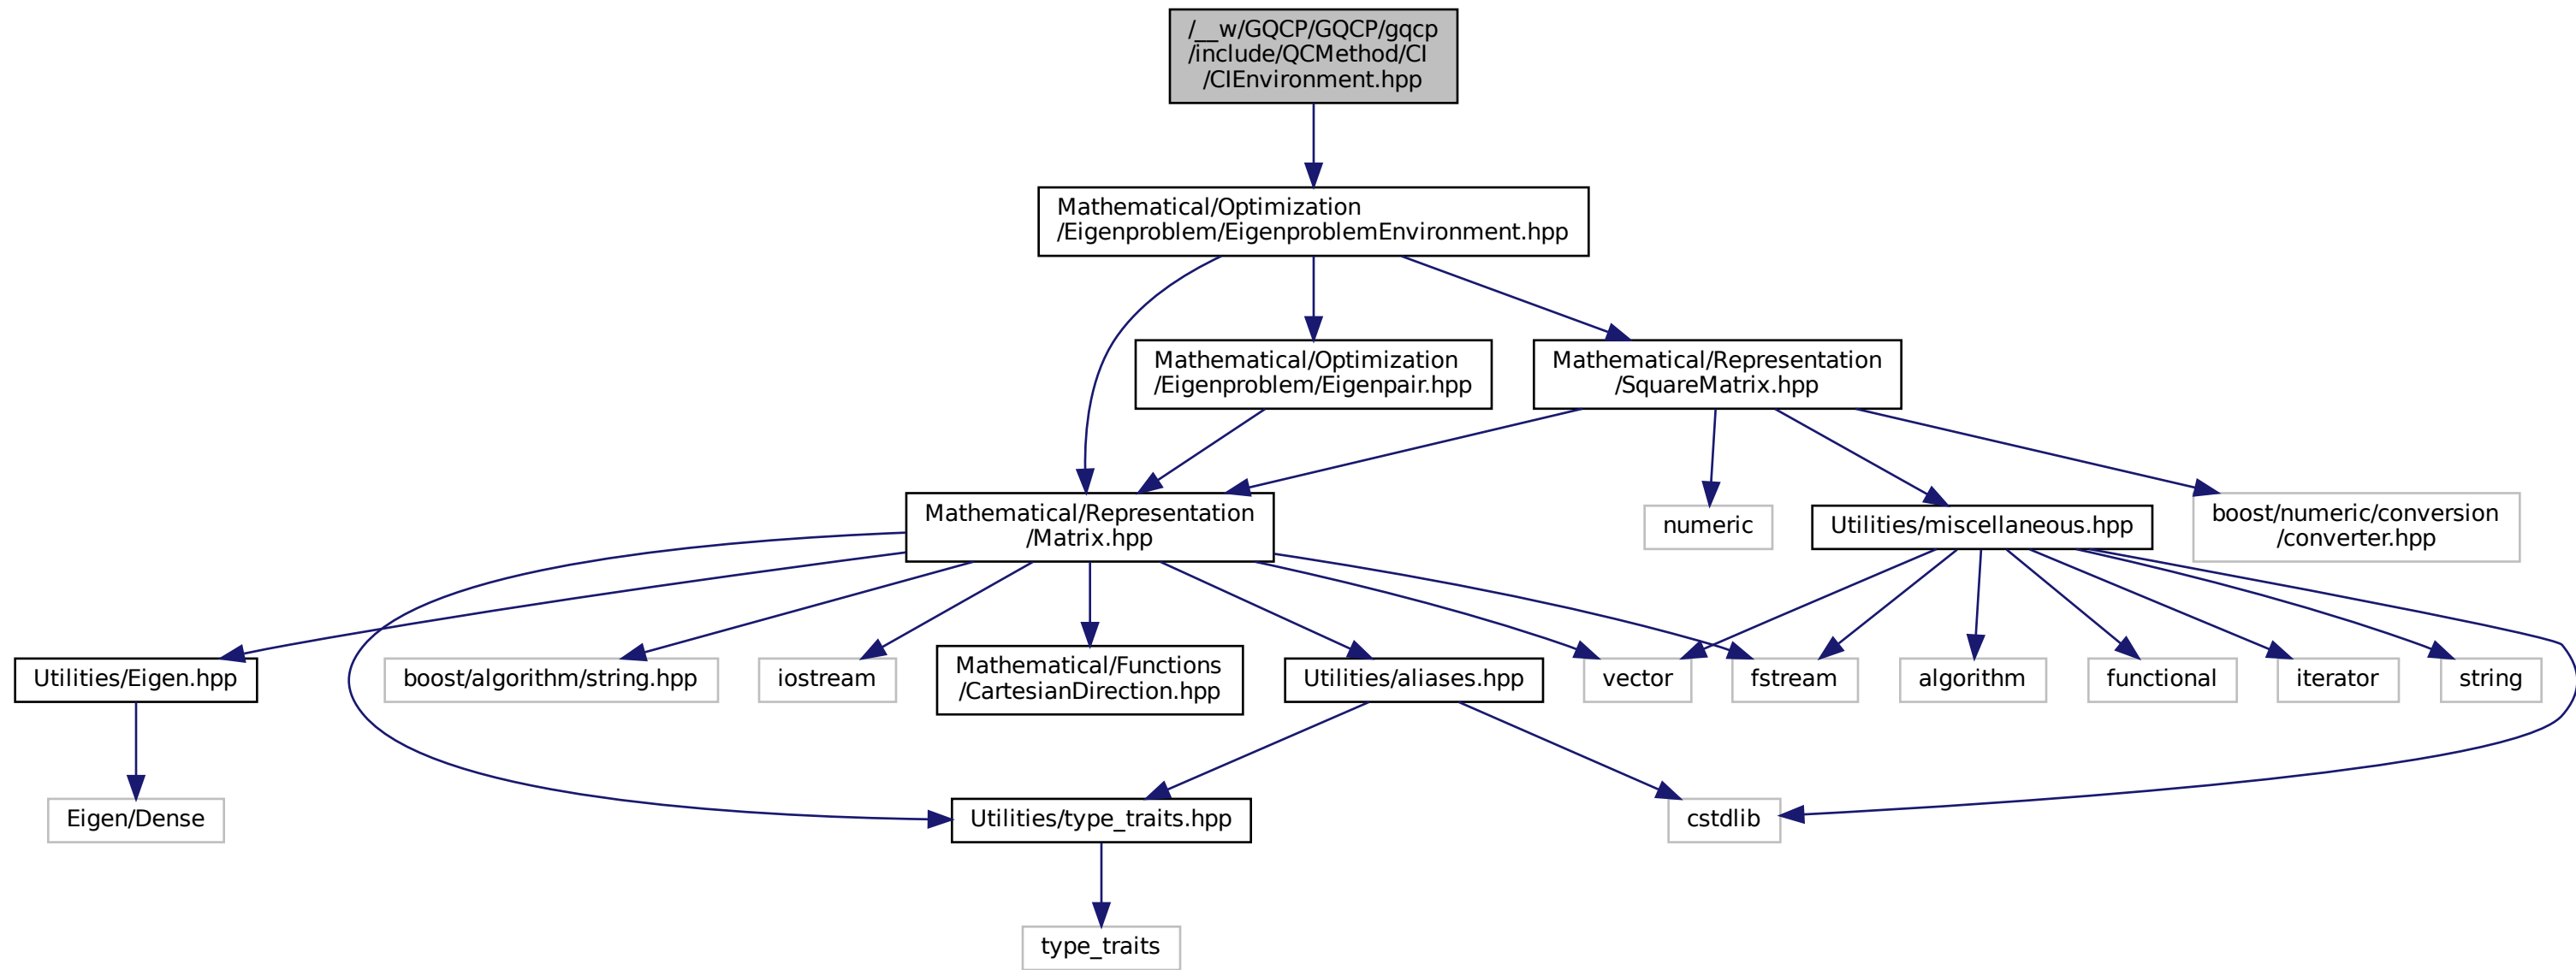 /__w/GQCP/GQCP/gqcp
/include/QCMethod/CI
/CIEnvironment.hpp
Mathematical/Optimization
/Eigenproblem/EigenproblemEnvironment.hpp
Mathematical/Optimization
/Eigenproblem/Eigenpair.hpp
Mathematical/Representation
/SquareMatrix.hpp
Mathematical/Representation
/Matrix.hpp
numeric
Utilities/miscellaneous.hpp
boost/numeric/conversion
/converter.hpp
Utilities/Eigen.hpp
boost/algorithm/string.hpp
iostream
Mathematical/Functions
/CartesianDirection.hpp
Utilities/aliases.hpp
vector
fstream
algorithm
functional
iterator
string
Eigen/Dense
Utilities/type_traits.hpp
cstdlib
type_traits